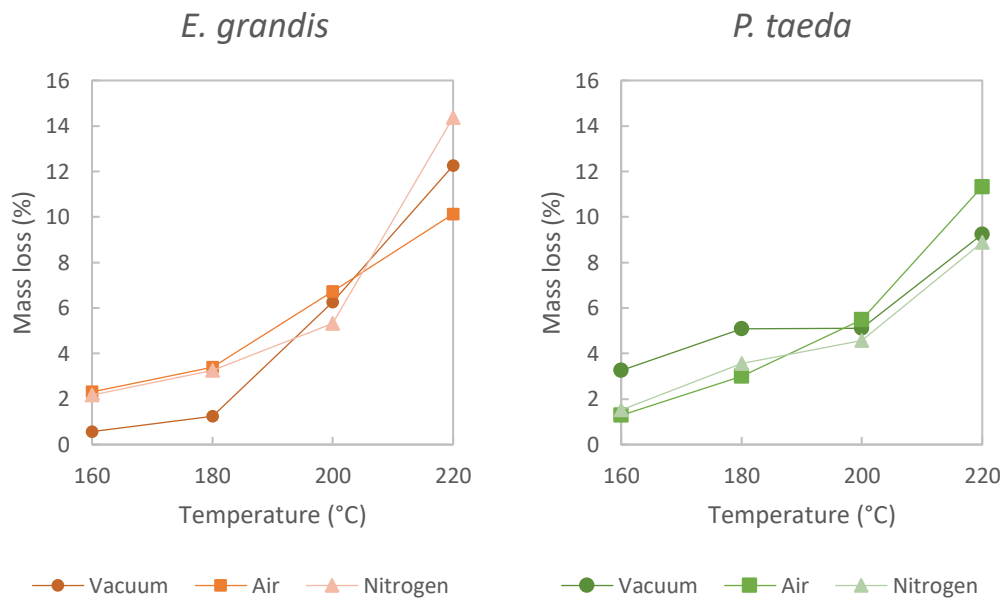 E. grandis
16
14
12
10
8
6
4
2
0
Mass loss (%)
160 180 200 220
Temperature (°C)
Vacuum Air Nitrogen
P. taeda
16
14
12
10
8
6
4
2
0
Mass loss (%)
160 180 200 220
Temperature (°C)
Vacuum Air Nitrogen